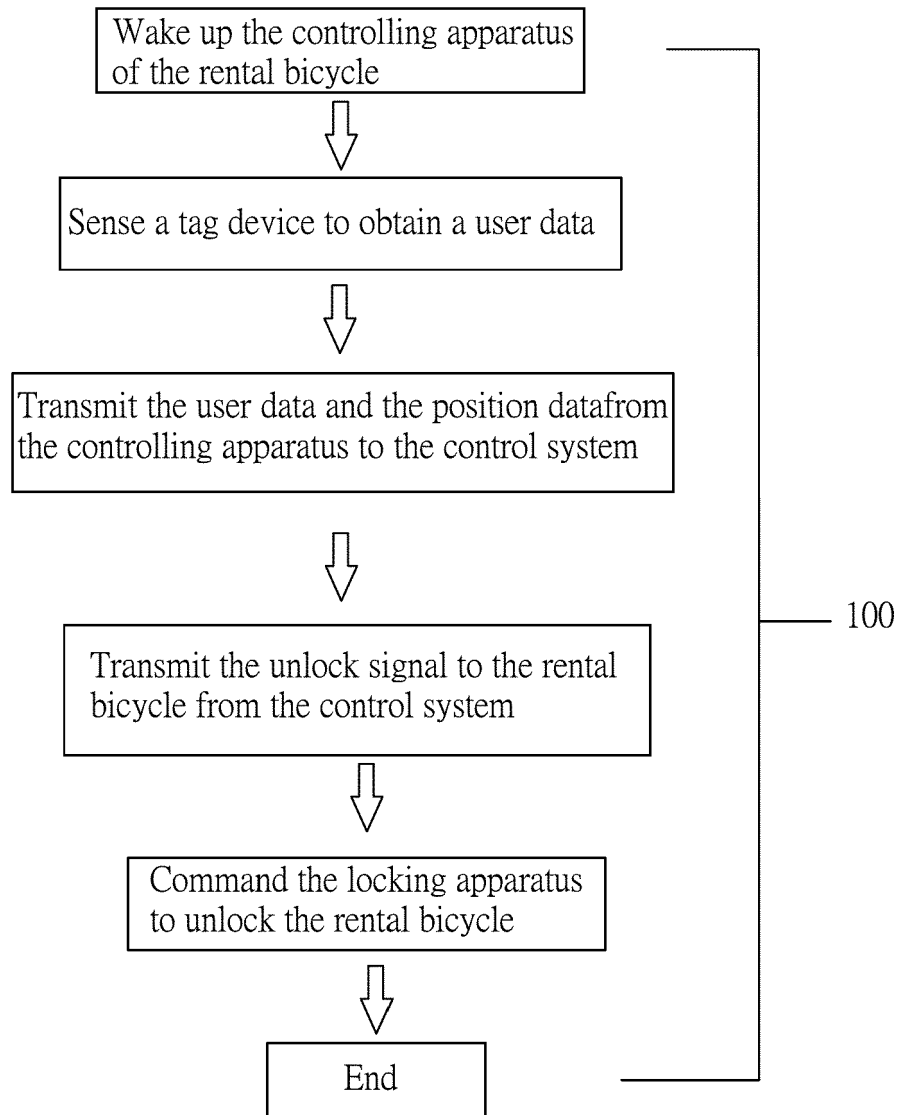 Wake up the controlling apparatus
of the rental bicycle
Sense a tag device to obtain a user data
Transmit the user data and the position datafrom
the controlling apparatus to the control system
100
Transmit the unlock signal to the rental
bicycle from the control system
Command the locking apparatus
to unlock the rental bicycle
End